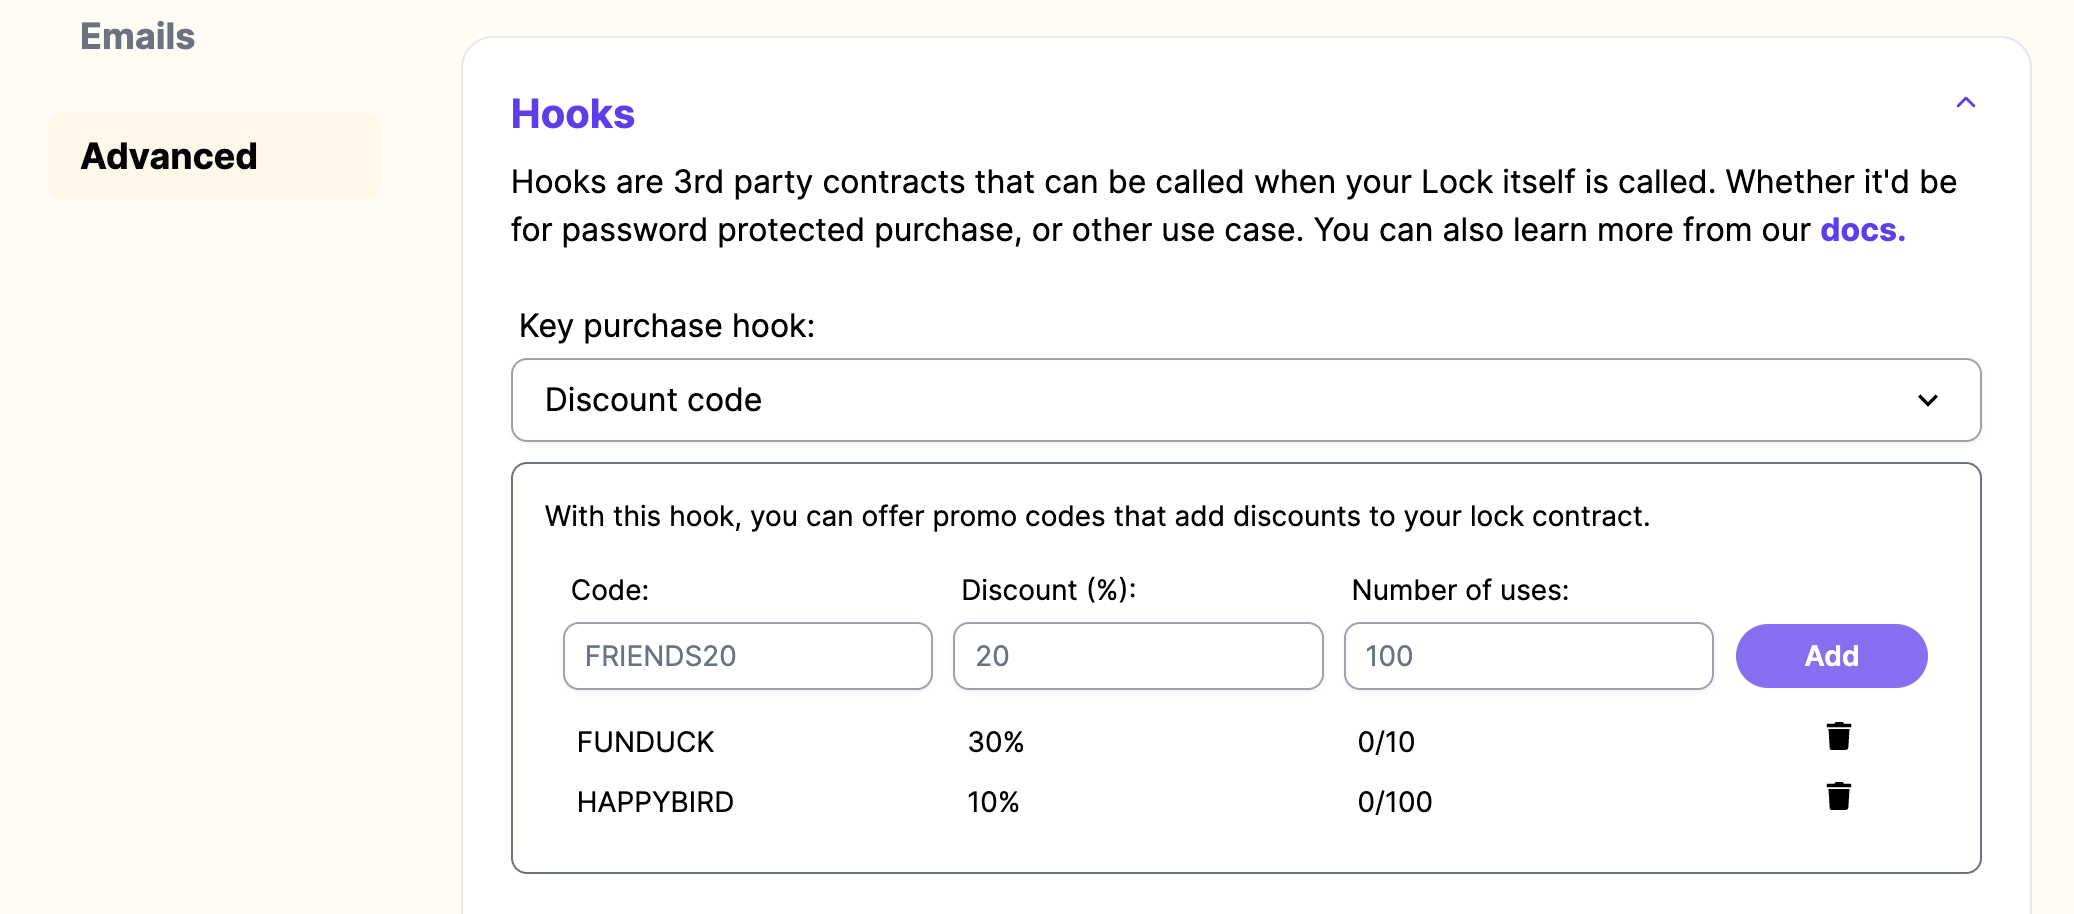 Emails
Advanced
Hooks
Hooks are 3rd party contracts that can be called when your Lock itself is called. Whether it'd be
for password protected purchase, or other use case. You can also learn more from our docs.
Key purchase hook:
Discount code
With this hook, you can offer promo codes that add discounts to your lock contract.
Code: Discount (%): Number of uses:
FRIENDS20 20 100 Add
FUNDUCK 30% 0/10
HAPPYBIRD 10% 0/100